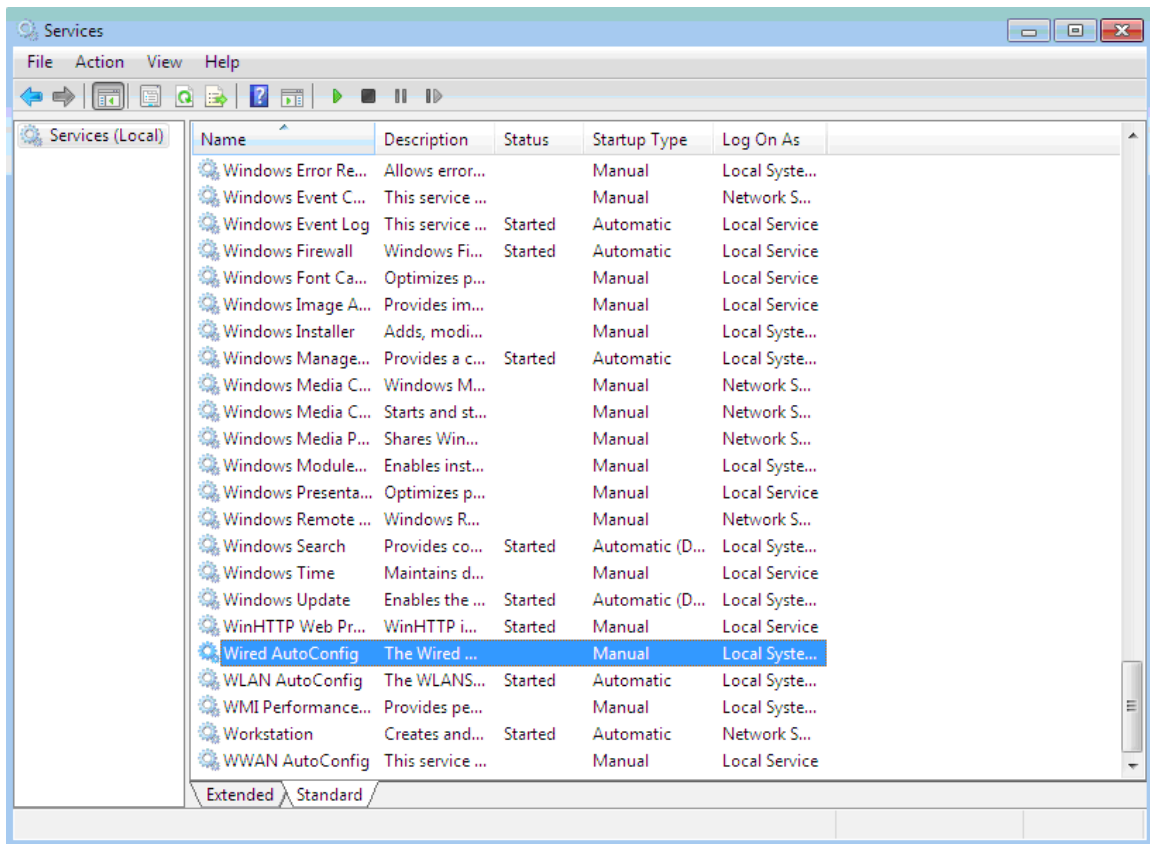 Services
File Action View Help
Services (Local)
Name Description Status Startup Type Log On As
Windows Error Re... Allows error... Manual Local Syste...
Windows Event C... This service ... Manual Network S...
Windows Event Log This service ... Started Automatic Local Service
Windows Firewall Windows Fi... Started Automatic Local Service
Windows Font Ca... Optimizes p... Manual Local Service
Windows Image A... Provides im... Manual Local Service
Windows Installer Adds, modi... Manual Local Syste...
Windows Manage... Provides a c... Started Automatic Local Syste...
Windows Media C... Windows M... Manual Network S...
Windows Media C... Starts and st... Manual Network S...
Windows Media P... Shares Win... Manual Network S...
Windows Module... Enables inst... Manual Local Syste...
Windows Presenta... Optimizes p... Manual Local Service
Windows Remote ... Windows R... Manual Network S...
Windows Search Provides co... Started Automatic (D... Local Syste...
Windows Time Maintains d... Manual Local Service
Windows Update Enables the ... Started Automatic (D... Local Syste...
WinHTTP Web Pr... WinHTTP i... Started Manual Local Service
Wired AutoConfig The Wired ... Manual Local Syste...
WLAN AutoConfig The WLANS... Started Automatic Local Syste...
WMI Performance... Provides pe... Manual Local Syste...
Workstation Creates and... Started Automatic Network S...
WWAN AutoConfig This service ... Manual Local Service
Extended Standard